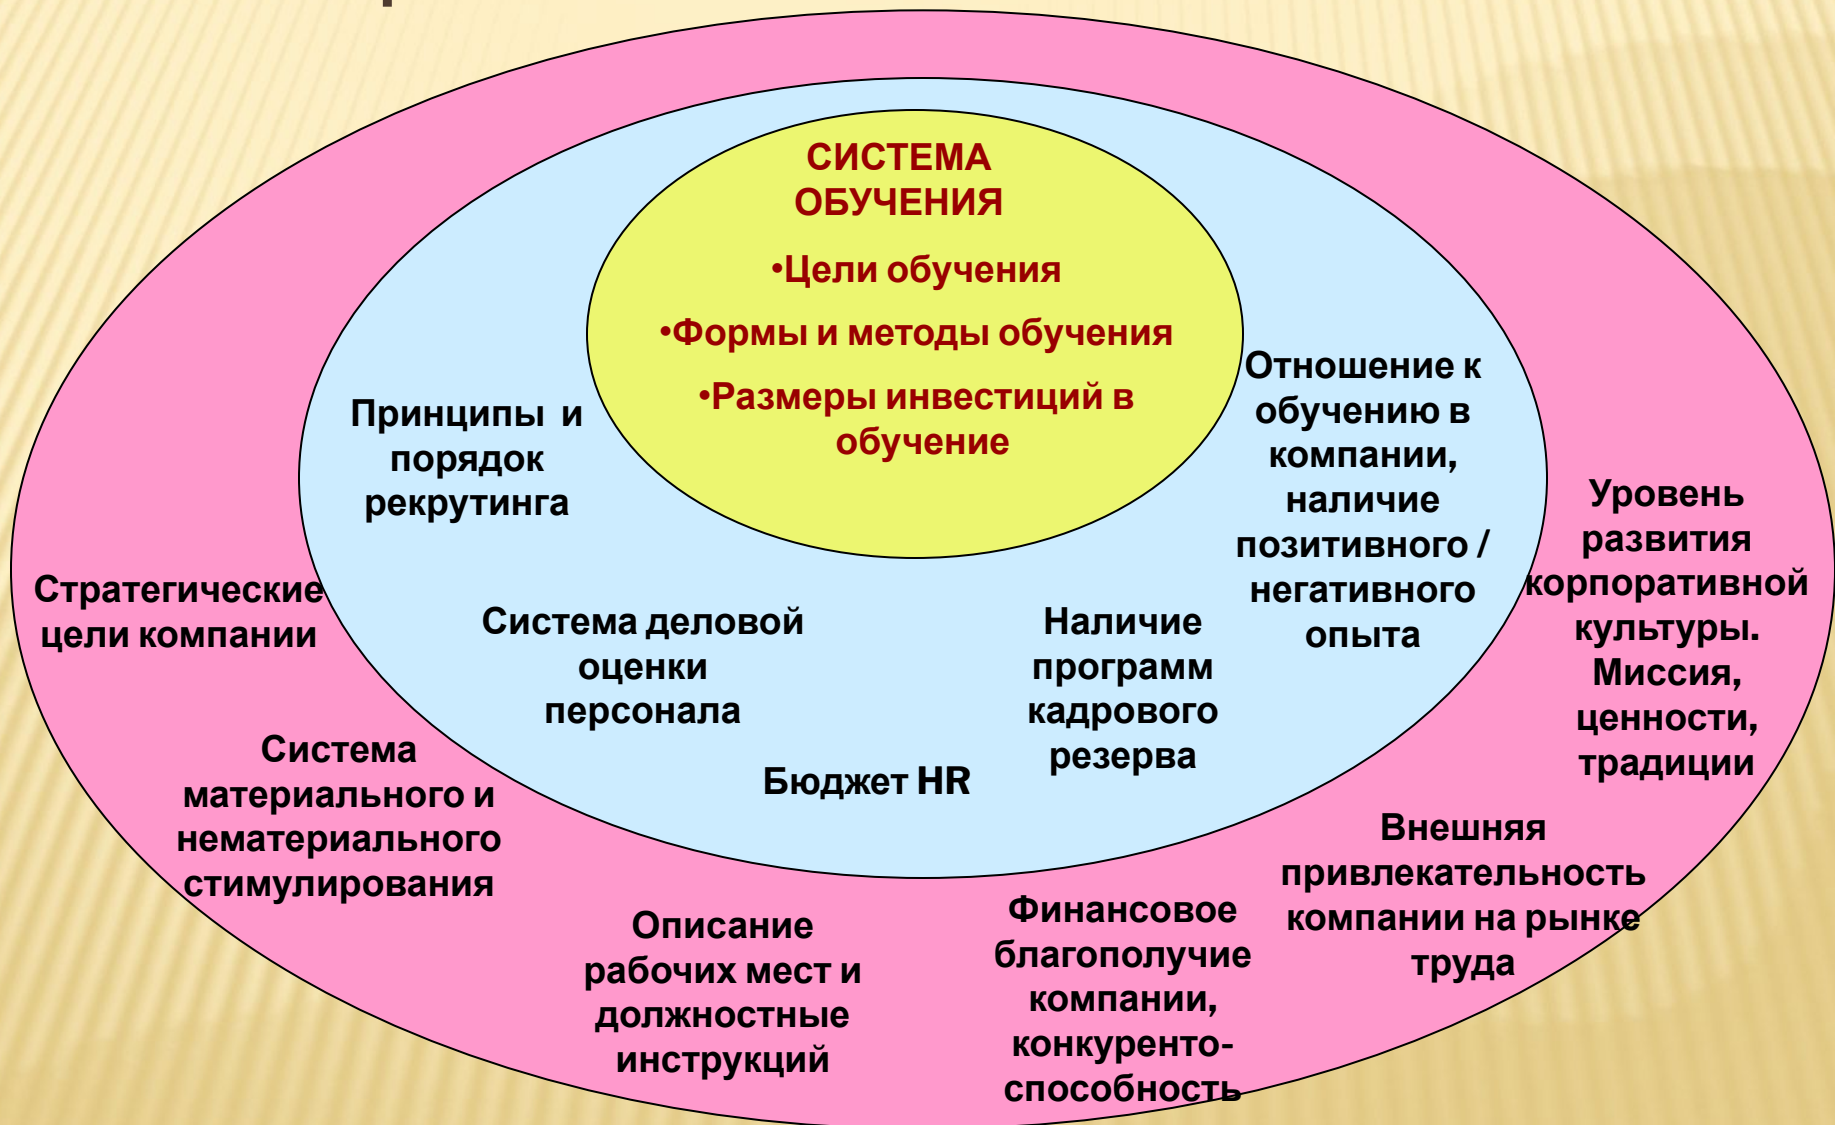 СИСТЕМА
ОБУЧЕНИЯ
•Цели обучения
•Формы и методы обучения
•Размеры инвестиций в
обучение
Принципы и
порядок
рекрутинга
Отношение к
обучению в
компании,
наличие
позитивного /
негативного
опыта
Система деловой
оценки
персонала
Наличие
программ
кадрового
резерва
Бюджет HR
Стратегические
цели компании
Уровень
развития
корпоративной
культуры.
Миссия,
ценности,
традиции
Система
материального и
нематериального
стимулирования
Внешняя
привлекательность
компании на рынке
труда
Описание
рабочих мест и
должностные
инструкций
Финансовое
благополучие
компании,
конкуренто-
способность